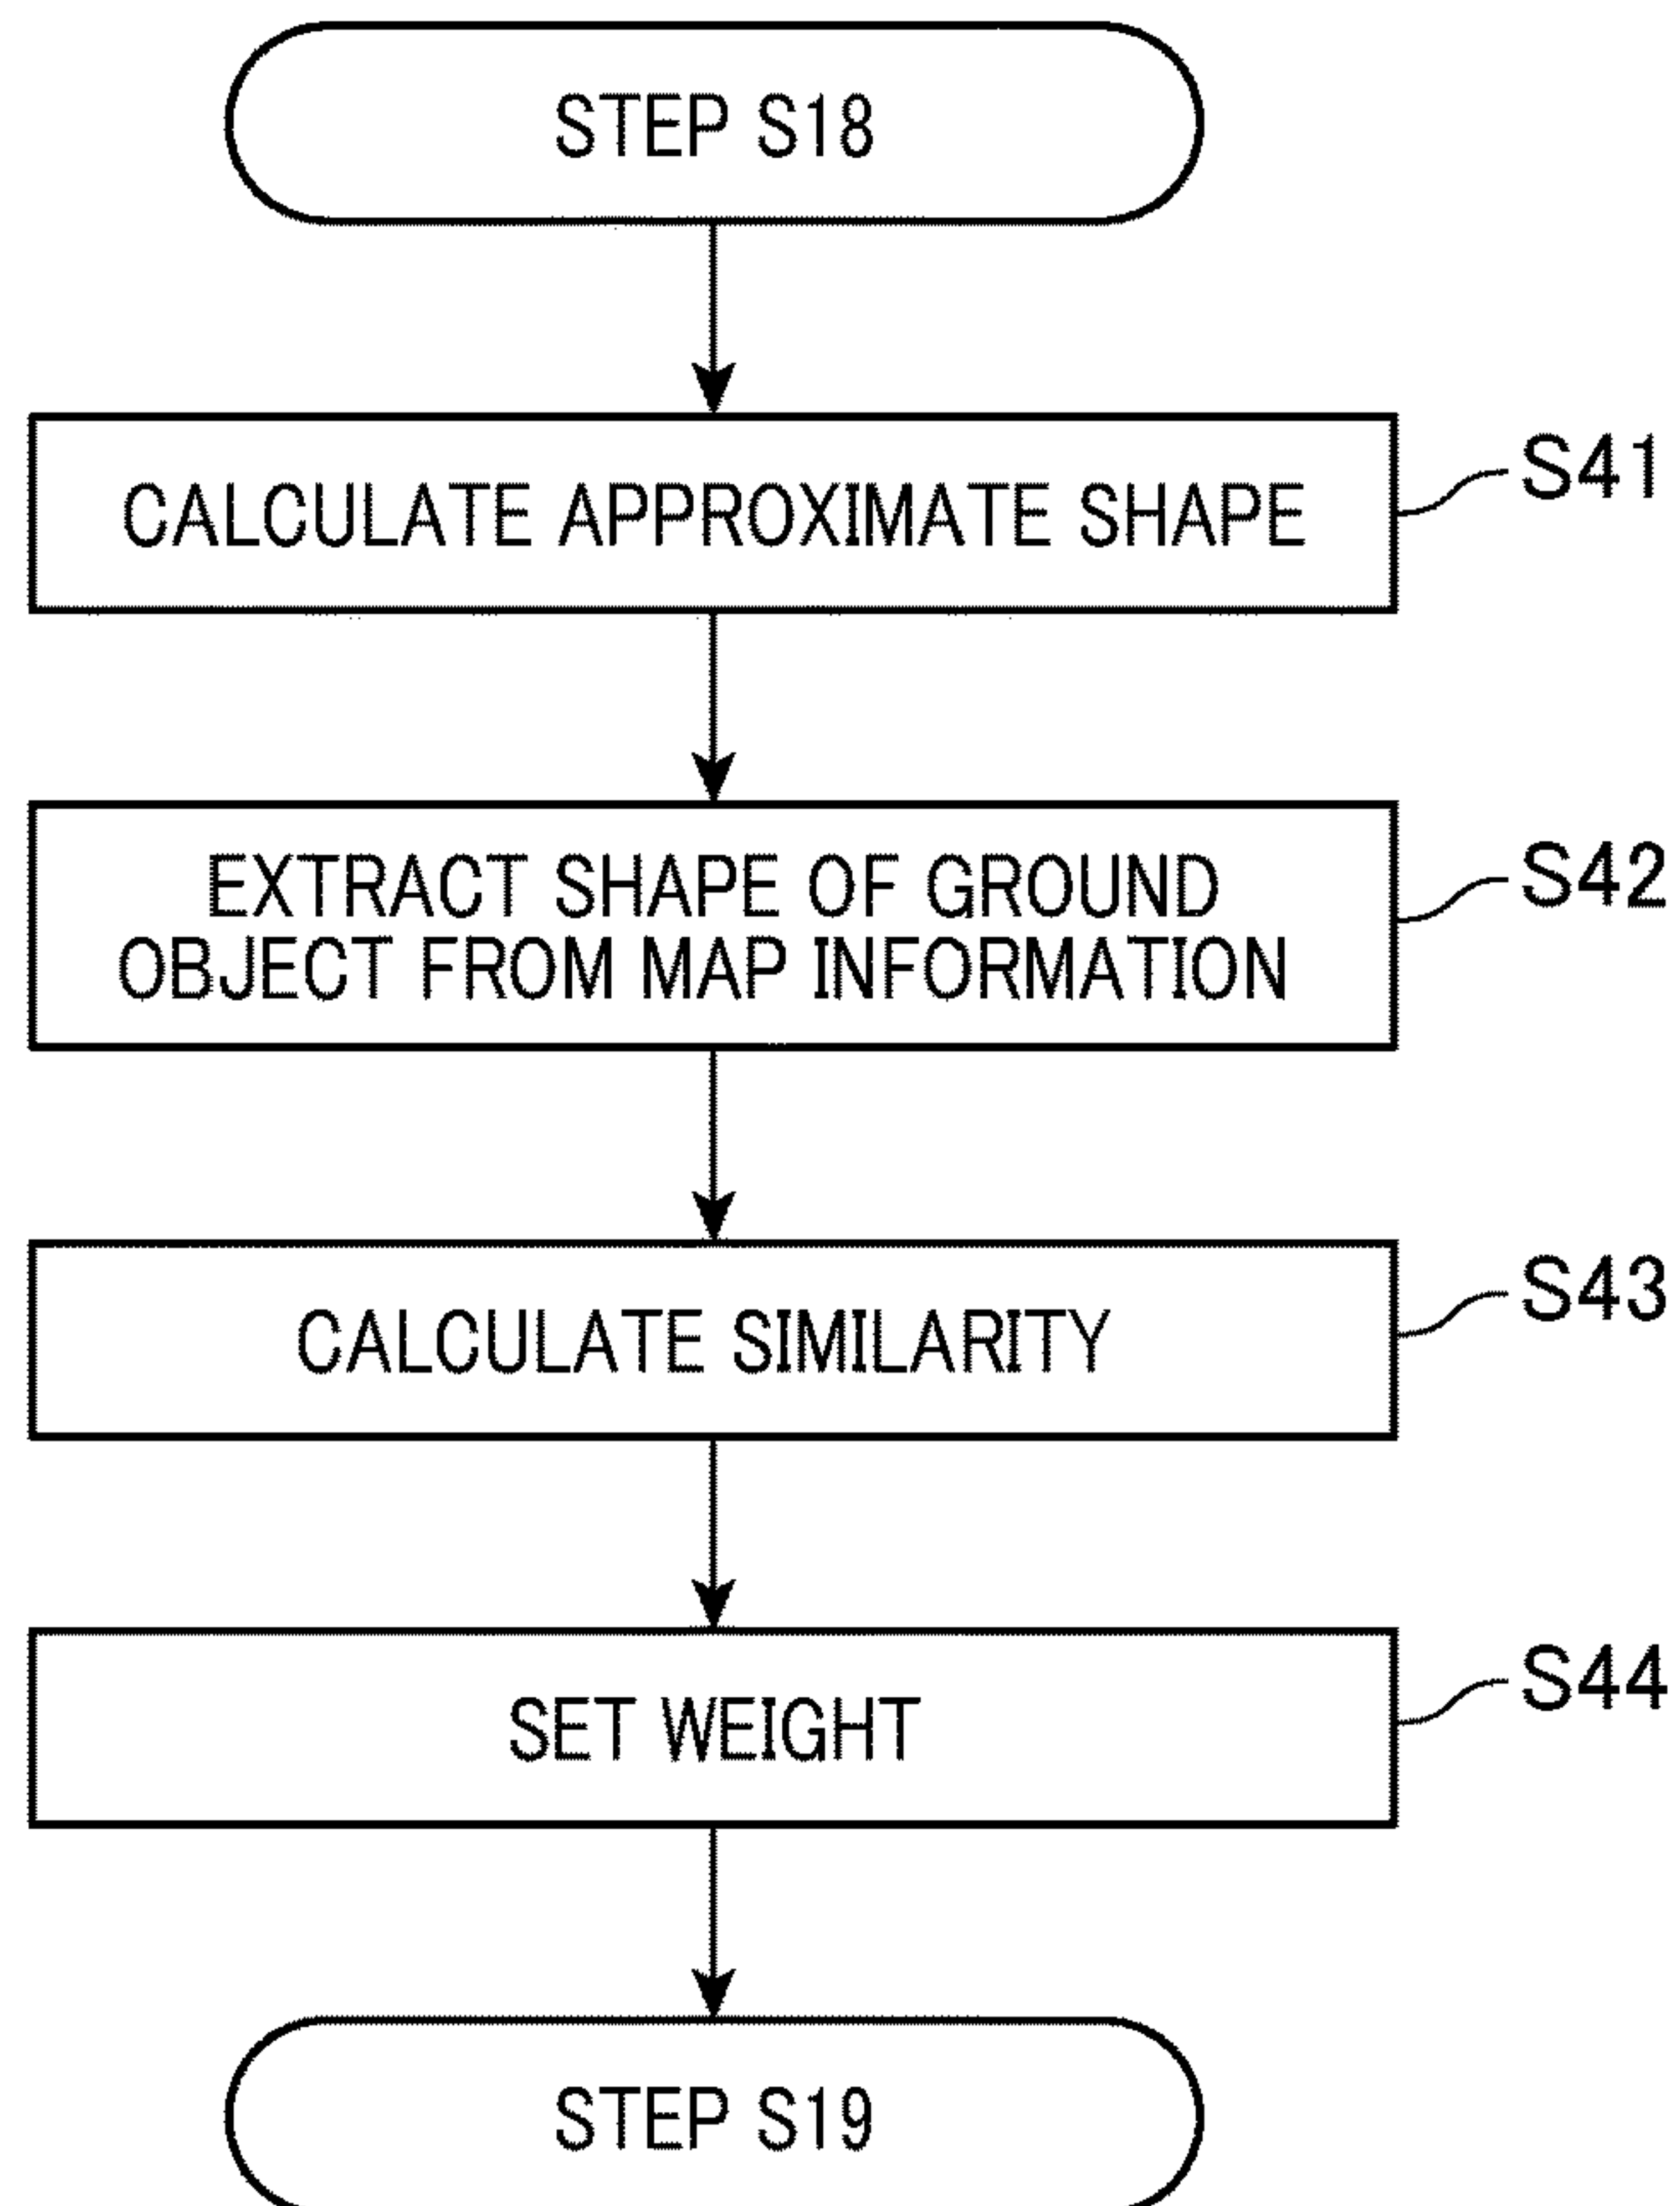 STEP S18
CALCULATE APPROXIMATE SHAPE
S41
EXTRACT SHAPE OF GROUND
OBJECT FROM MAP INFORMATION
S42
CALCULATE SIMILARITY
S43
SET WEIGHT
S44
STEP S19